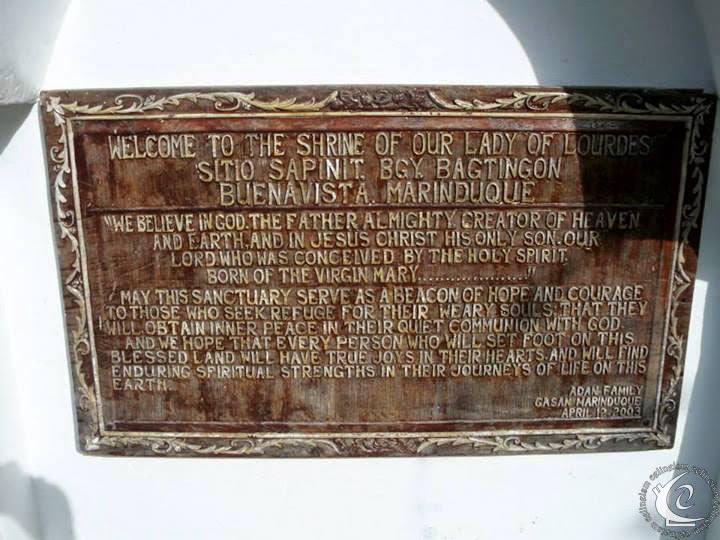 WELCOME TO THE SHRINE OF OUR LADY OF LOURDES
"SITIO" SAPINIT, BGY. BAGTINGON
BUENAVISTA, MARINDUQUE
"WE BELIEVE IN GOD, THE FATHER ALMIGHTY, CREATOR OF HEAVEN
AND EARTH, AND IN JESUS CHRIST HIS ONLY SON, OUR
LORD WHO WAS CONCEIVED BY THE HOLY SPIRIT,
BORN OF THE VIRGIN MARY...................!!
MAY THIS SANCTUARY SERVE AS A BEACON OF HOPE AND COURAGE
TO THOSE WHO SEEK REFUGE FOR THEIR WEARY SOULS, THAT THEY
WILL OBTAIN INNER PEACE IN THEIR QUIET COMMUNION WITH GOD.
AND WE HOPE THAT EVERY PERSON WHO WILL SET FOOT ON THIS
BLESSED LAND WILL HAVE TRUE JOYS IN THEIR HEARTS, AND WILL FIND
ENDURING SPIRITUAL STRENGTHS IN THEIR JOURNEYS OF LIFE ON THIS
EARTH.
ADAN FAMILY
GASAN MARINDUQUE
APRIL 12, 2003